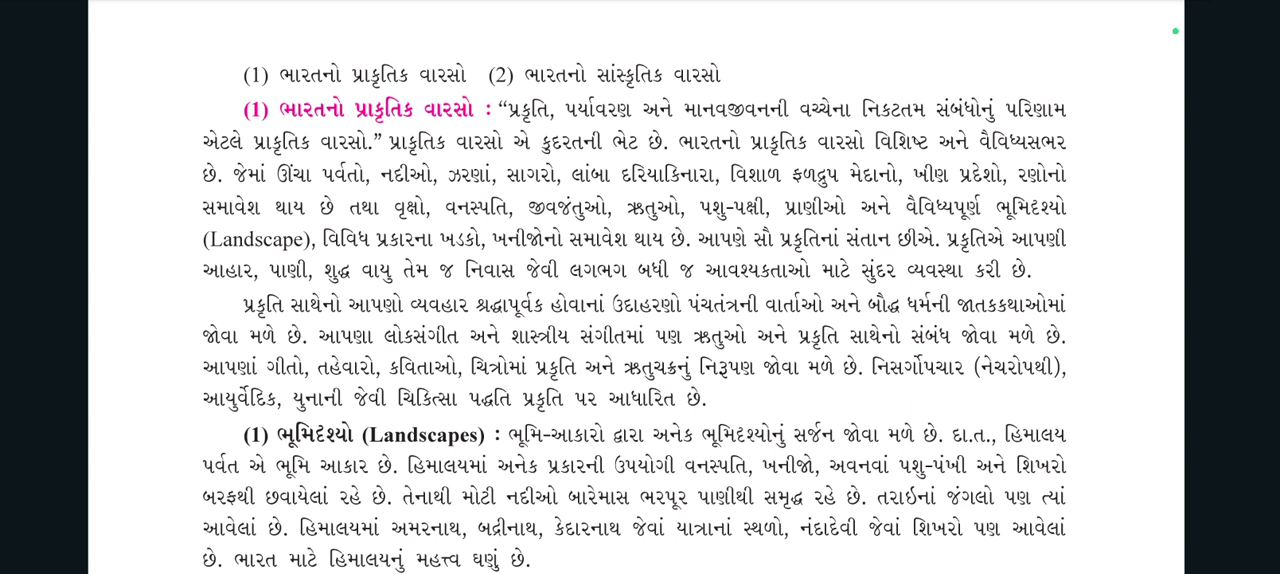 (1) ભારતનો પ્રાકૃતિક વારસો (2) ભારતનો સાંસ્કૃતિક વારસો
(1) ભારતનો પ્રાકૃતિક વારસો : “પ્રકૃતિ, પર્યાવરણ અને માનવજીવનની વચ્ચેના નિકટતમ સંબંધોનું પરિણામ
એટલે પ્રાકૃતિક વારસો.” પ્રાકૃતિક વારસો એ કુદરતની ભેટ છે. ભારતનો પ્રાકૃતિક વારસો વિશિષ્ટ અને વૈવિધ્યસભર
છે. જેમાં ઊંચા પર્વતો, નદીઓ, ઝરણાં, સાગરો, લાંબા દરિયાકિનારા, વિશાળ ફળદ્રુપ મેદાનો, ખીણ પ્રદેશો, રણોનો
સમાવેશ થાય છે તથા વૃક્ષો, વનસ્પતિ, જીવજંતુઓ, ઋતુઓ, પશુ-પક્ષી, પ્રાણીઓ અને વૈવિધ્યપૂર્ણ ભૂમિદૃશ્યો
(Landscape), વિવિધ પ્રકારના ખડકો, ખનીજોનો સમાવેશ થાય છે. આપણે સૌ પ્રકૃતિનાં સંતાન છીએ. પ્રકૃતિએ આપણી
આહાર, પાણી, શુદ્ધ વાયુ તેમ જ નિવાસ જેવી લગભગ બધી જ આવશ્યકતાઓ માટે સુંદર વ્યવસ્થા કરી છે.
પ્રકૃતિ સાથેનો આપણો વ્યવહાર શ્રદ્ધાપૂર્વક હોવાનાં ઉદાહરણો પંચતંત્રની વાર્તાઓ અને બૌદ્ધ ધર્મની જાતકકથાઓમાં
જોવા મળે છે. આપણા લોકસંગીત અને શાસ્ત્રીય સંગીતમાં પણ ઋતુઓ અને પ્રકૃતિ સાથેનો સંબંધ જોવા મળે છે.
આપણાં ગીતો, તહેવારો, કવિતાઓ, ચિત્રોમાં પ્રકૃતિ અને ઋતુચક્રનું નિરૂપણ જોવા મળે છે. નિસર્ગોપચાર (નેચરોપથી),
આયુર્વેદિક, યુનાની જેવી ચિકિત્સા પદ્ધતિ પ્રકૃતિ પર આધારિત છે.
(1) ભૂમિદૃશ્યો (Landscapes) : ભૂમિ-આકારો દ્વારા અનેક ભૂમિદૃશ્યોનું સર્જન જોવા મળે છે. દા.ત., હિમાલય
પર્વત એ ભૂમિ આકાર છે. હિમાલયમાં અનેક પ્રકારની ઉપયોગી વનસ્પતિ, ખનીજો, અવનવાં પશુ-પંખી અને શિખરો
બરફથી છવાયેલાં રહે છે. તેનાથી મોટી નદીઓ બારેમાસ ભરપૂર પાણીથી સમૃદ્ધ રહે છે. તરાઇનાં જંગલો પણ ત્યાં
આવેલાં છે. હિમાલયમાં અમરનાથ, બદ્રીનાથ, કેદારનાથ જેવાં યાત્રાનાં સ્થળો, નંદાદેવી જેવાં શિખરો પણ આવેલાં
છે. ભારત માટે હિમાલયનું મહત્ત્વ ઘણું છે.